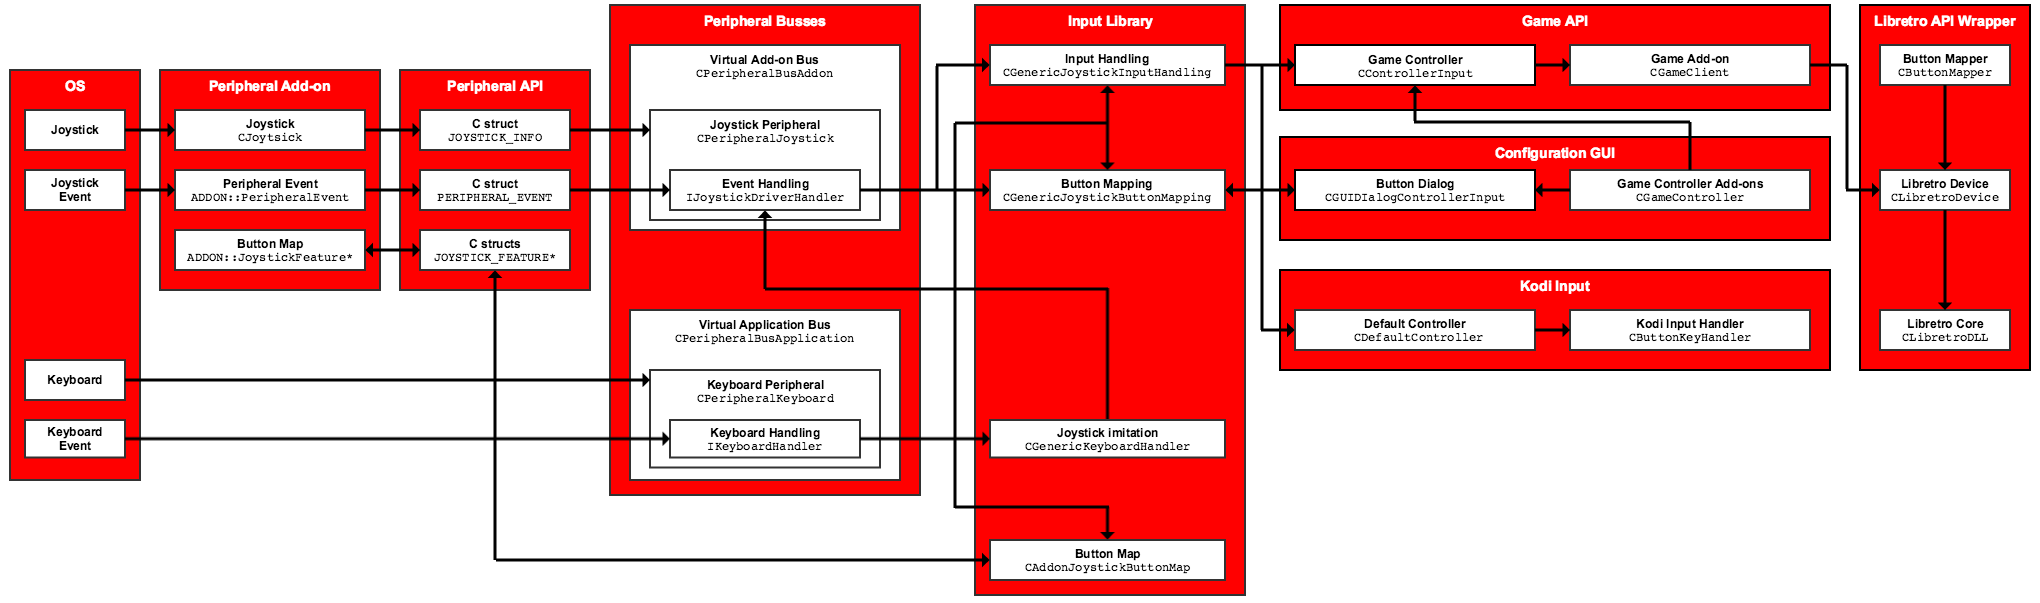 OS
Joystick
Joystick
Event
Keyboard
Keyboard
Event
Peripheral Add-on
Joystick
CJoytsick
Peripheral Event
ADDON::PeripheralEvent
Button Map
ADDON::JoystickFeature*
Peripheral API
C struct
JOYSTICK_INFO
C struct
PERIPHERAL_EVENT
C structs
JOYSTICK_FEATURE*
Peripheral Busses
Virtual Add-on Bus
CPeripheralBusAddon
Joystick Peripheral
CPeripheralJoystick
Event Handling
IJoystickDriverHandler
Virtual Application Bus
CPeripheralBusApplication
Keyboard Peripheral
CPeripheralKeyboard
Keyboard Handling
IKeyboardHandler
Input Library
Input Handling
CGenericJoystickInputHandling
Button Mapping
CGenericJoystickButtonMapping
Joystick imitation
CGenericKeyboardHandler
Button Map
CAddonJoystickButtonMap
Game API
Game Controller
CControllerInput
Game Add-on
CGameClient
Configuration GUI
Button Dialog
CGUIDIalogControllerInput
Game Controller Add-ons
CGameController
Kodi Input
Default Controller
CDefaultController
Kodi Input Handler
CButtonKeyHandler
Libretro API Wrapper
Button Mapper
CButtonMapper
Libretro Device
CLibretroDevice
Libretro Core
CLibretroDLL